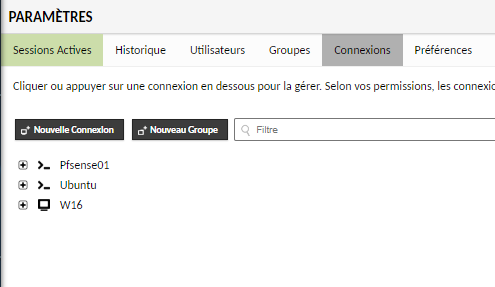 PARAMÈTRES
Sessions Actives Historique Utilisateurs Groupes Connexions Préférences
Cliquer ou appuyer sur une connexion en dessous pour la gérer. Selon vos permissions, les connexio
Nouvelle Connexion Nouveau Groupe Filtre
Pfsense01
Ubuntu
W16